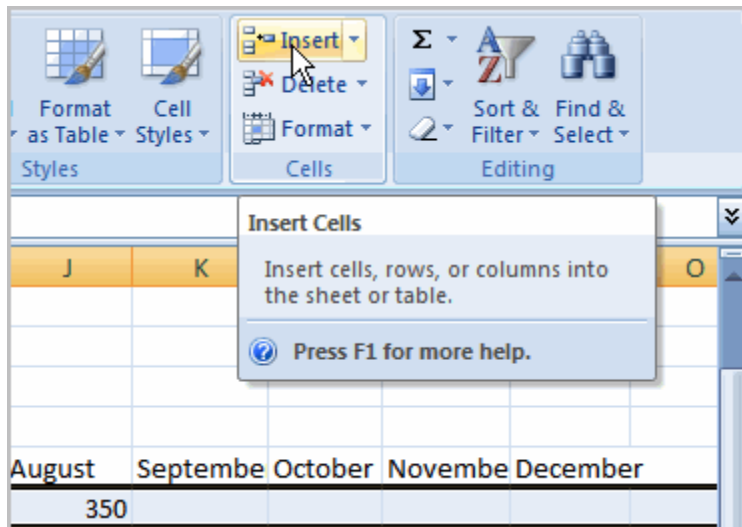 Insert
Delete
Format
as Table
Cell
Styles
Format
Σ
Sort &
Filter
Find &
Select
Styles
Cells
Editing
Insert Cells
Insert cells, rows, or columns into
the sheet or table.
Press F1 for more help.
J K O
August Septembe October Novembe December
350